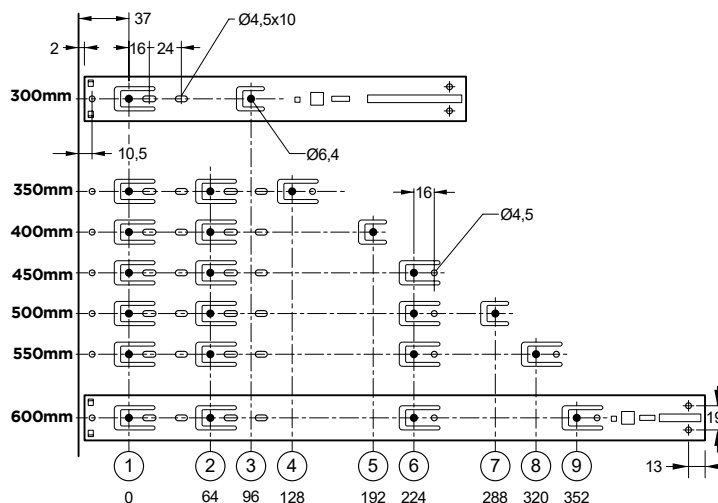 37
Ø4,5x10
2
16
24
300mm
Ø6,4
10,5
350mm
16
Ø4,5
400mm
450mm
500mm
550mm
600mm
19
13
1 2 3 4 5 6 7 8 9
0 64 96 128 192 224 288 320 352